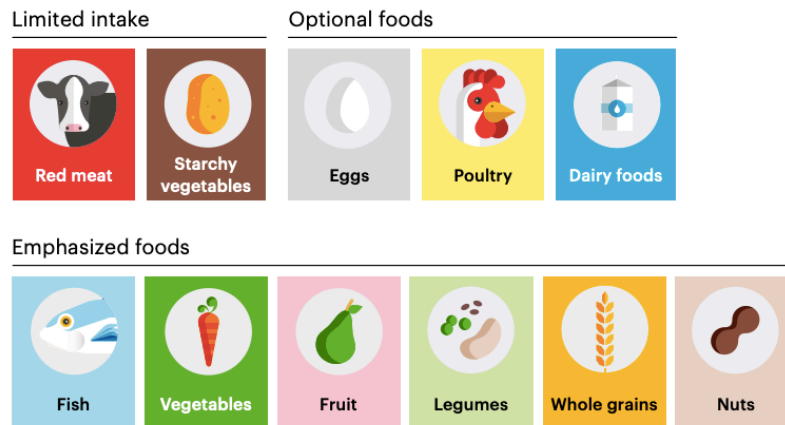 Limited intake
Optional foods
Red meat
Starchy
vegetables
Eggs
Poultry
Dairy foods
Emphasized foods
Fish
Vegetables
Fruit
Legumes
Whole grains
Nuts